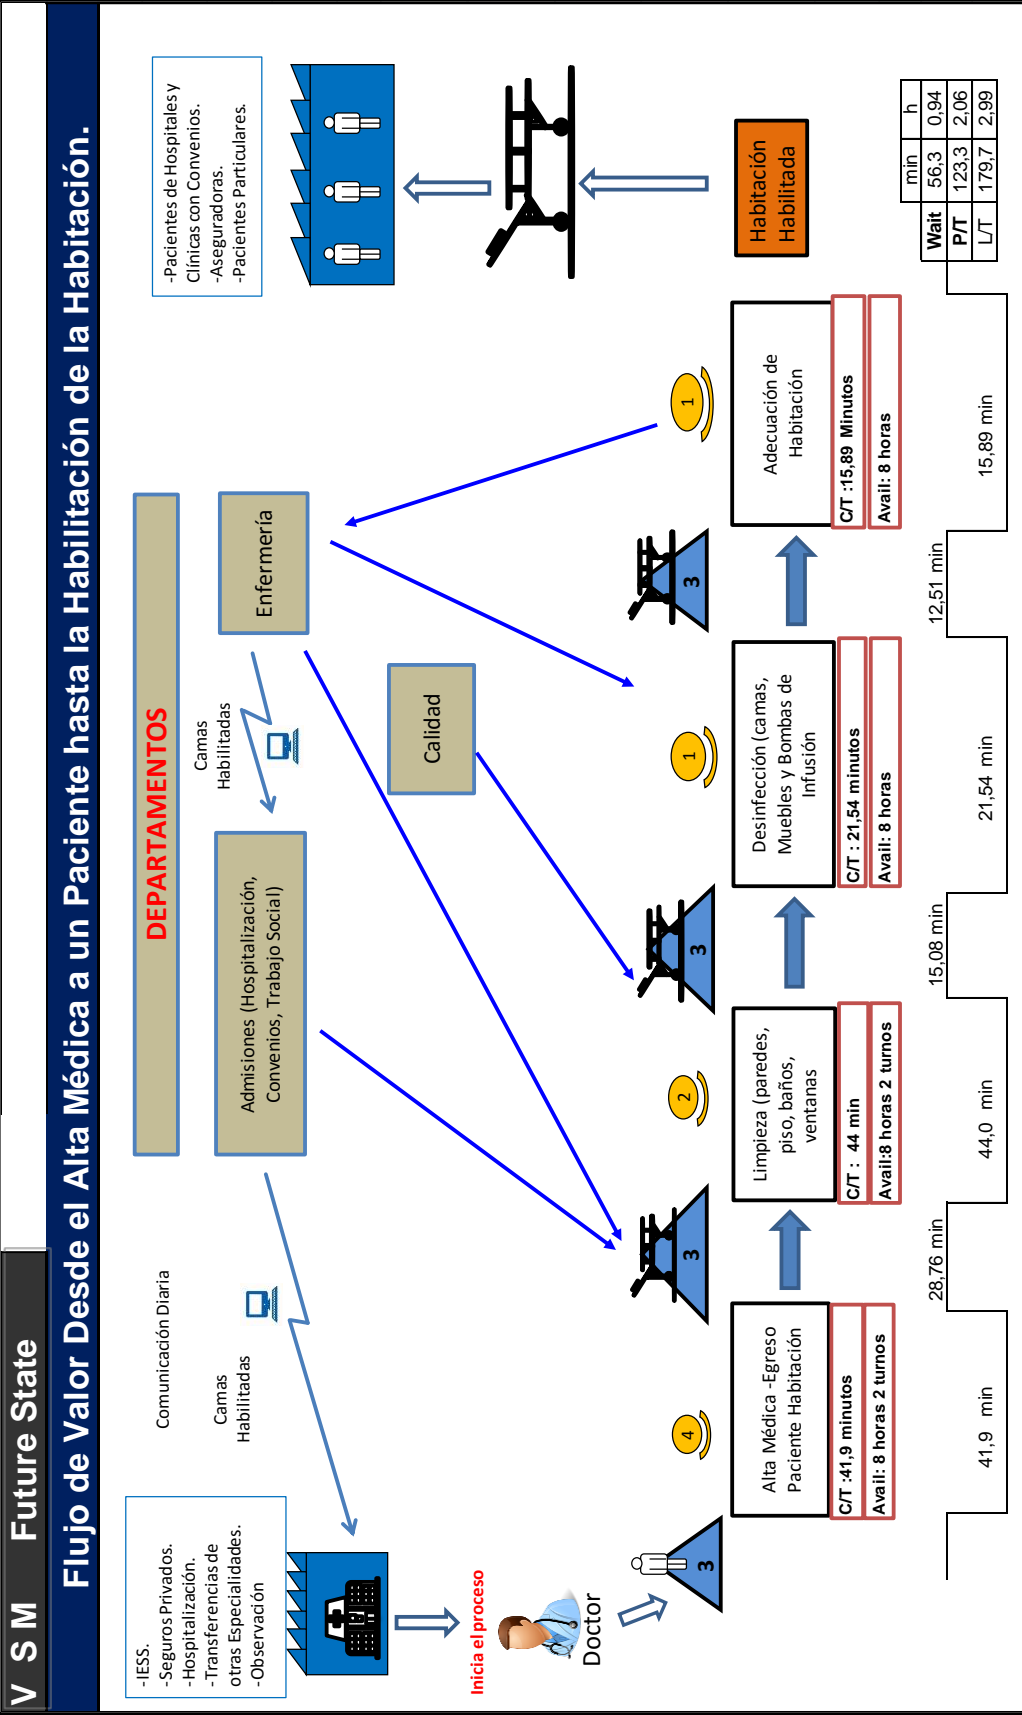 V S M Future State
Flujo de Valor Desde el Alta Médica a un Paciente hasta la Habilitación de la Habitación.
-IESS.
-Seguros Privados.
-Hospitalización.
-Transferencias de
otras Especialidades.
-Observación
Comunicación Diaria
Camas
Habilitadas
DEPARTAMENTOS
Admisiones (Hospitalización,
Convenios, Trabajo Social)
Camas
Habilitadas
Enfermería
Calidad
-Pacientes de Hospitales y
Clínicas con Convenios.
-Aseguradoras.
-Pacientes Particulares.
Inicia el proceso
Doctor
3
4
Alta Médica -Egreso
Paciente Habitación
C/T :41,9 minutos
Avail: 8 horas 2 turnos
3
2
Limpieza (paredes,
piso, baños,
ventanas
C/T : 44 min
Avail:8 horas 2 turnos
3
1
Desinfección (camas,
Muebles y Bombas de
Infusión
C/T : 21,54 minutos
Avail: 8 horas
3
1
Adecuación de
Habitación
C/T :15,89 Minutos
Avail: 8 horas
Habitación
Habilitada
41,9 min
28,76 min
44,0 min
15,08 min
21,54 min
12,51 min
15,89 min
min h
Wait 56,3 0,94
P/T 123,3 2,06
L/T 179,7 2,99